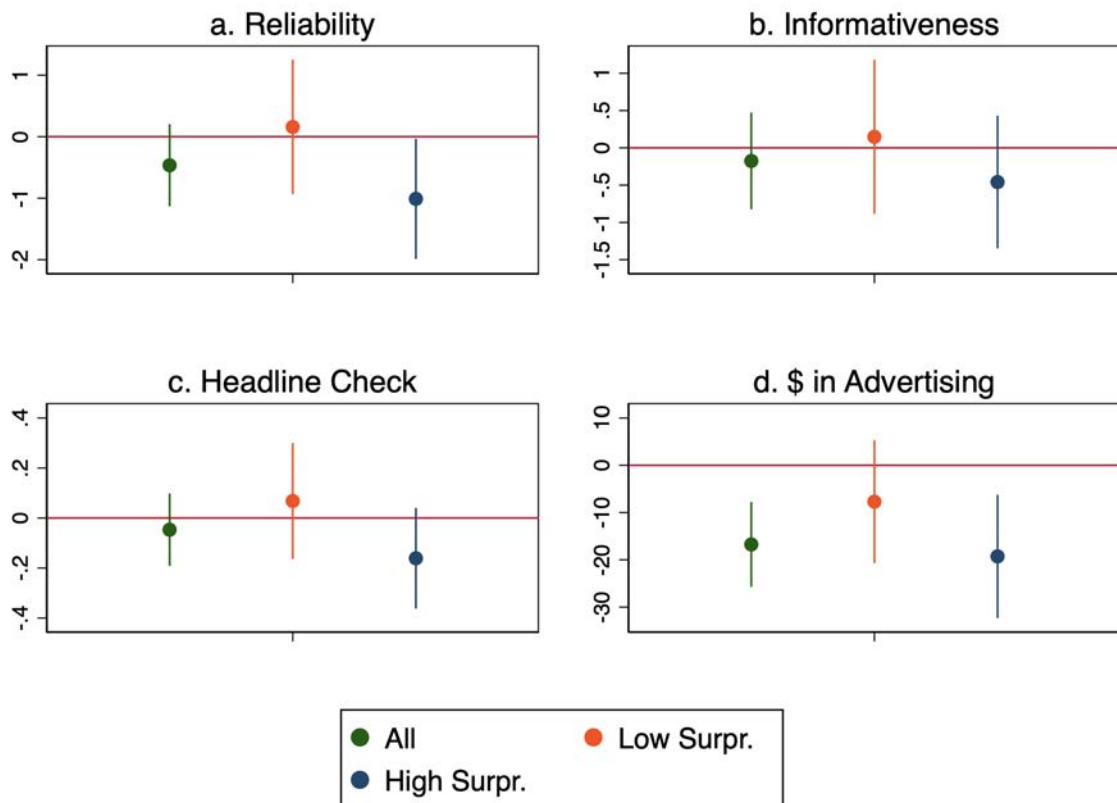 a. Reliability
1
0
-1
-2
b. Informativeness
1
.5
0
-.5
-1
-1.5
c. Headline Check
.4
.2
0
-.2
-.4
d. $ in Advertising
10
0
-10
-20
-30
All
Low Surpr.
High Surpr.